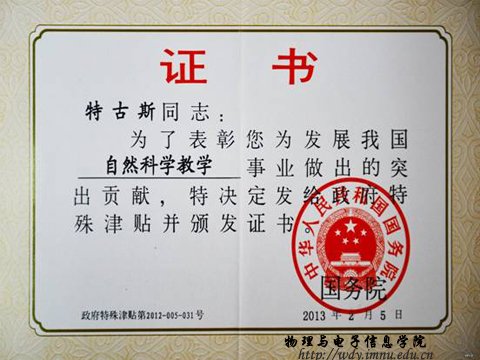 证 书
特古斯同志：
为了表彰您为发展我国
自然科学教学 事业做出的突
出贡献，特决定发给政府特
殊津贴并颁发证书。
中华人民共和国国务院
国务院
政府特殊津贴第2012-005-031号
2013 年 2 月 5 日
物理与电子信息学院
http://wdy.imnu.edu.cn